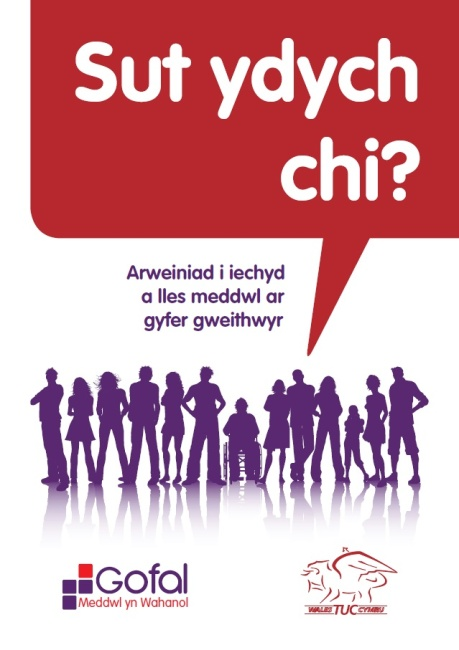 Sut ydych
chi?
Arweiniad i iechyd
a lles meddwl ar
gyfer gweithwyr
Gofal
Meddwl yn Wahanol
WALES TUC CYMRU